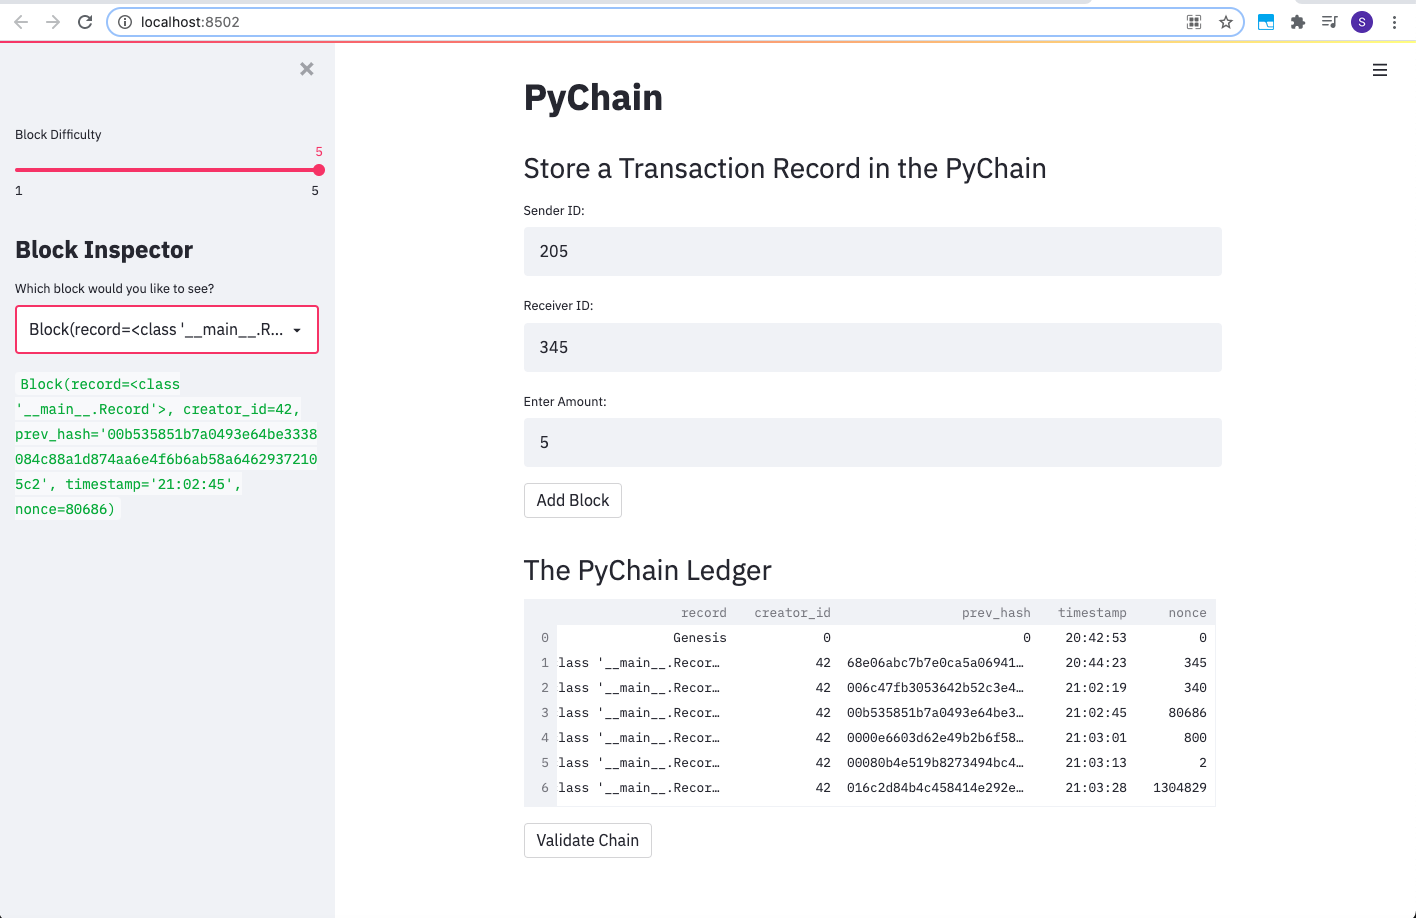 localhost:8502
S
Block Difficulty
5
1 5
Block Inspector
Which block would you like to see?
Block(record=<class '__main__.R...
Block(record=<class
'__main__.Record'>, creator_id=42,
prev_hash='00b535851b7a0493e64be3338
084c88a1d874aa6e4f6b6ab58a6462937210
5c2', timestamp='21:02:45',
nonce=80686)
PyChain
Store a Transaction Record in the PyChain
Sender ID:
205
Receiver ID:
345
Enter Amount:
5
Add Block
The PyChain Ledger
record creator_id prev_hash timestamp nonce
0 Genesis 0 0 20:42:53 0
1 lass '__main__.Recor… 42 68e06abc7b7e0ca5a06941… 20:44:23 345
2 lass '__main__.Recor… 42 006c47fb3053642b52c3e4… 21:02:19 340
3 lass '__main__.Recor… 42 00b535851b7a0493e64be3… 21:02:45 80686
4 lass '__main__.Recor… 42 0000e6603d62e49b2b6f58… 21:03:01 800
5 lass '__main__.Recor… 42 00080b4e519b8273494bc4… 21:03:13 2
6 lass '__main__.Recor… 42 016c2d84b4c458414e292e… 21:03:28 1304829
Validate Chain